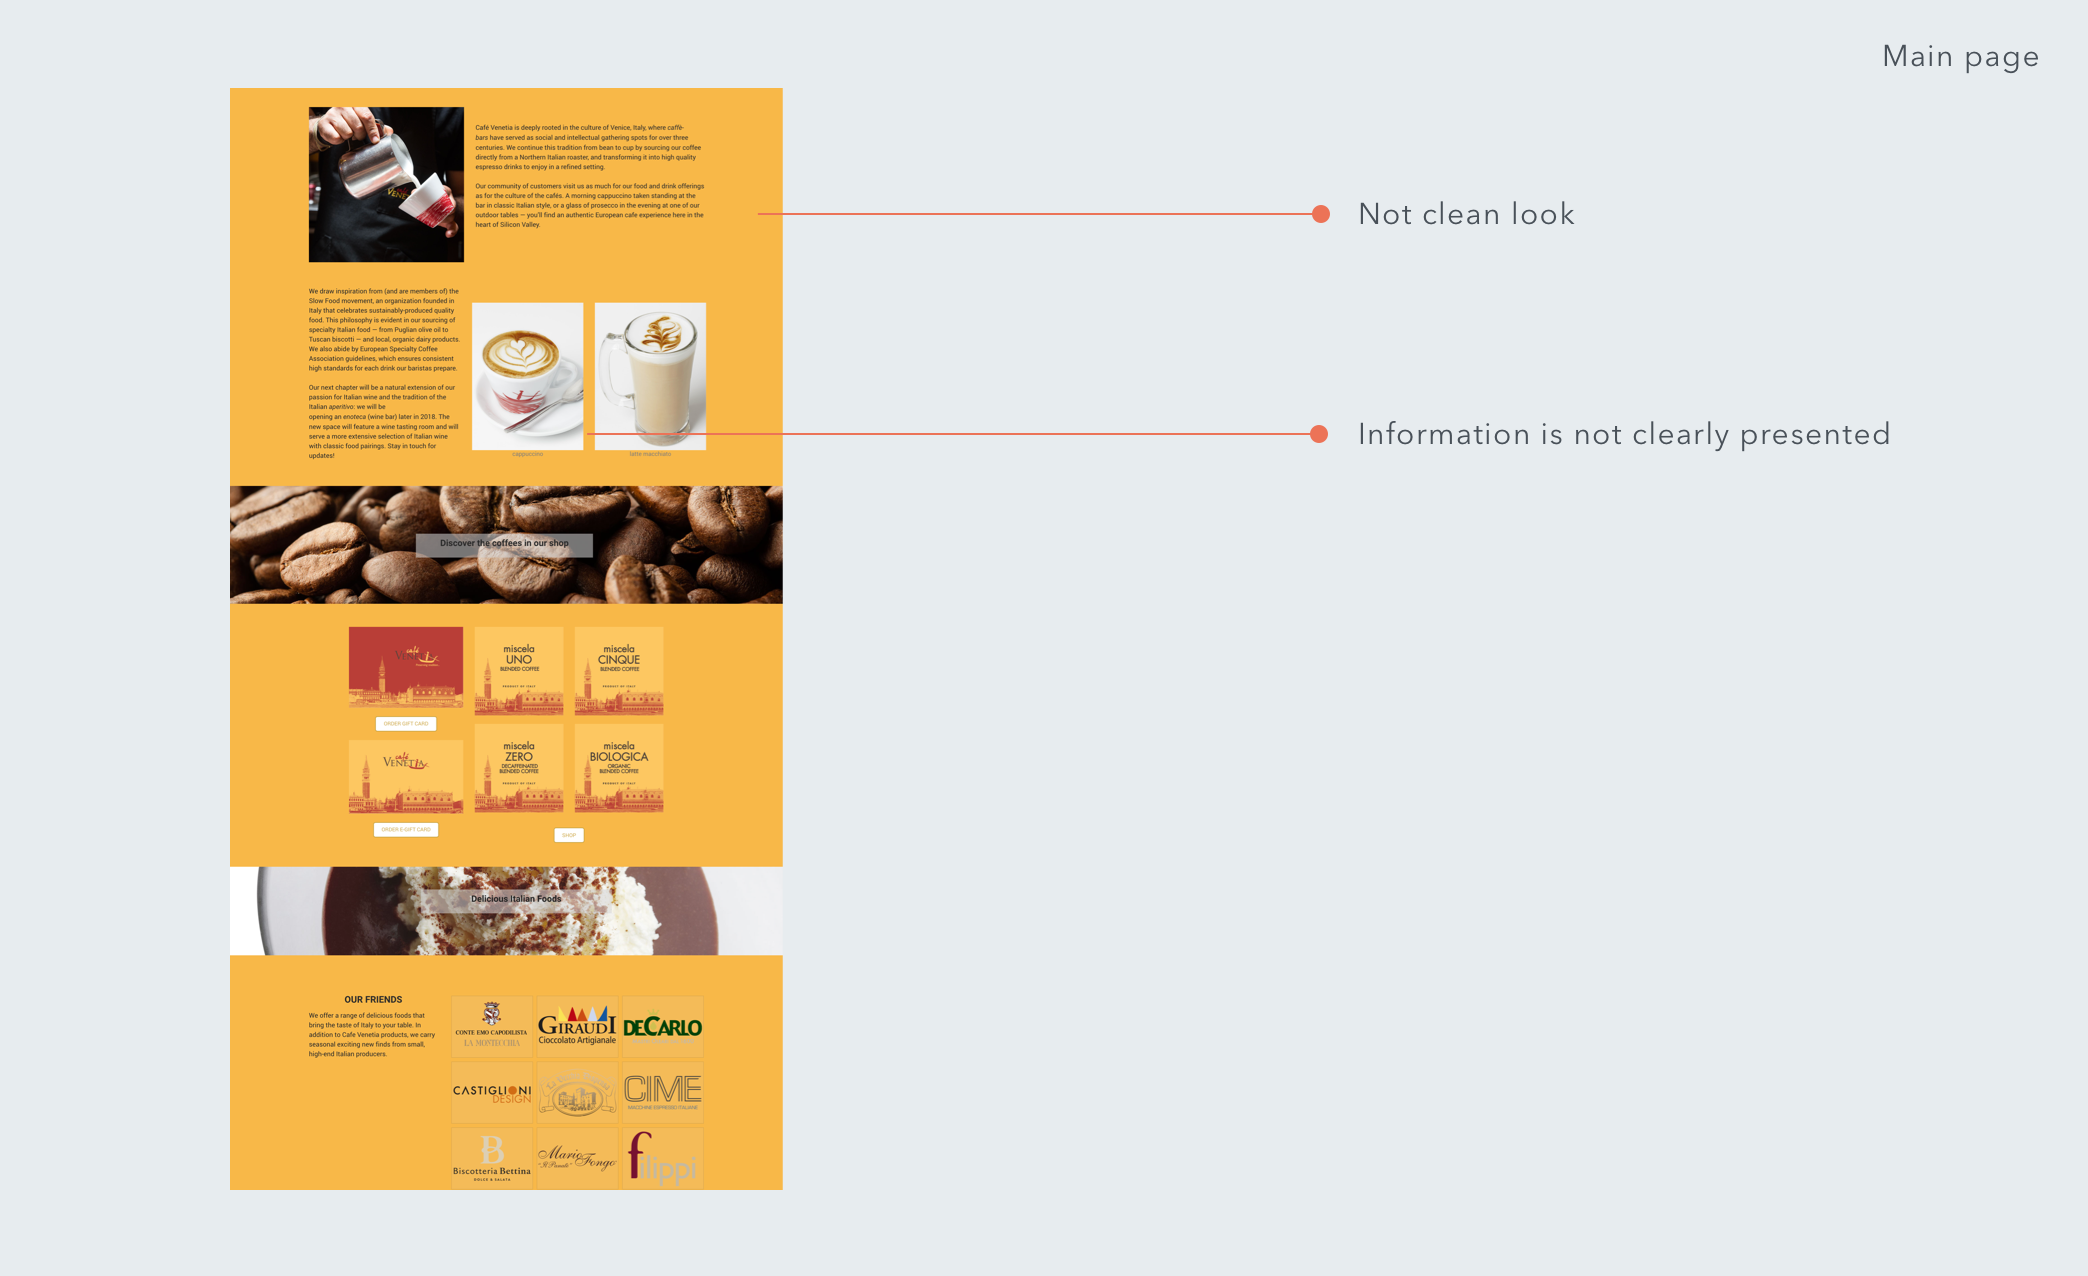 Main page
Café Venetia is deeply rooted in the culture of Venice, Italy, where caffè-
bars have served as social and intellectual gathering spots for over three
centuries. We continue this tradition from bean to cup by sourcing our coffee
directly from a Northern Italian roaster, and transforming it into high quality
espresso drinks to enjoy in a refined setting.
Our community of customers visit us as much for our food and drink offerings
as for the culture of the cafés. A morning cappuccino taken standing at the
bar in classic Italian style, or a glass of prosecco in the evening at one of our
outdoor tables — you'll find an authentic European cafe experience here in the
heart of Silicon Valley.
Not clean look
We draw inspiration from (and are members of) the
Slow Food movement, an organization founded in
Italy that celebrates sustainably-produced quality
food. This philosophy is evident in our sourcing of
specialty Italian food — from Puglian olive oil to
Tuscan biscotti — and local, organic dairy products.
We also abide by European Specialty Coffee
Association guidelines, which ensures consistent
high standards for each drink our baristas prepare.
Our next chapter will be a natural extension of our
passion for Italian wine and the tradition of the
Italian aperitivo: we will be
opening an enoteca (wine bar) later in 2018. The
new space will feature a wine tasting room and will
serve a more extensive selection of Italian wine
with classic food pairings. Stay in touch for
updates!
cappuccino
latte macchiato
Information is not clearly presented
Discover the coffees in our shop
café
VENETIA
ORDER GIFT CARD
miscela
UNO
BLENDED COFFEE
PRODUCT OF ITALY
miscela
CINQUE
BLENDED COFFEE
PRODUCT OF ITALY
café
VENETIA
ORDER E-GIFT CARD
miscela
ZERO
DECAFFEINATED
BLENDED COFFEE
PRODUCT OF ITALY
miscela
BIOLOGICA
ORGANIC
BLENDED COFFEE
PRODUCT OF ITALY
SHOP
Delicious Italian Foods
OUR FRIENDS
We offer a range of delicious foods that
bring the taste of Italy to your table. In
addition to Cafe Venetia products, we carry
seasonal exciting new finds from small,
high-end Italian producers.
CONTE EMO CAPODILISTA
LA MONTECCHIA
GIRAUDI
Cioccolato Artigianale
DECARLO
CASTIGLIONI
DESIGN
CIME
MACCHINE ESPRESSO ITALIANE
B
Biscotteria Bettina
DOLCE & SALATA
Mario Fongo
filippi